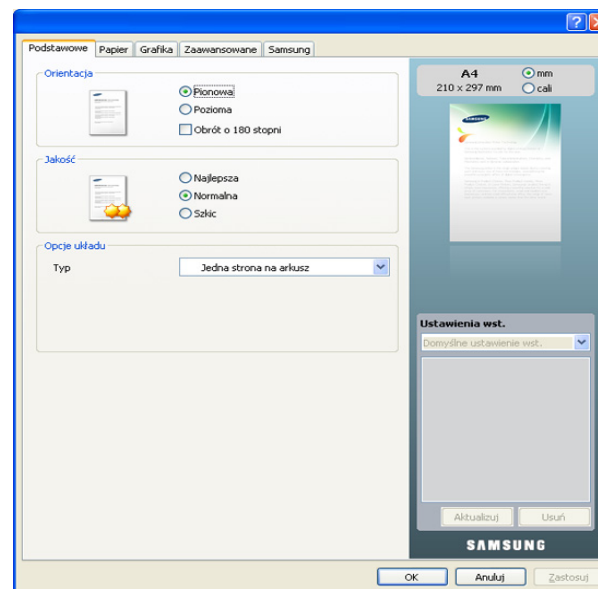 Podstawowe Papier Grafika Zaawansowane Samsung
Orientacja
Pionowa
Pozioma
Obrót o 180 stopni
Jakość
Najlepsza
Normalna
Szkic
Opcje układu
Typ Jedna strona na arkusz
A4 mm
210 x 297 mm cali
SAMSUNG
Ustawienia wst.
Domyślne ustawienie wst.
Aktualizuj Usuń
SAMSUNG
OK Anuluj Zastosuj